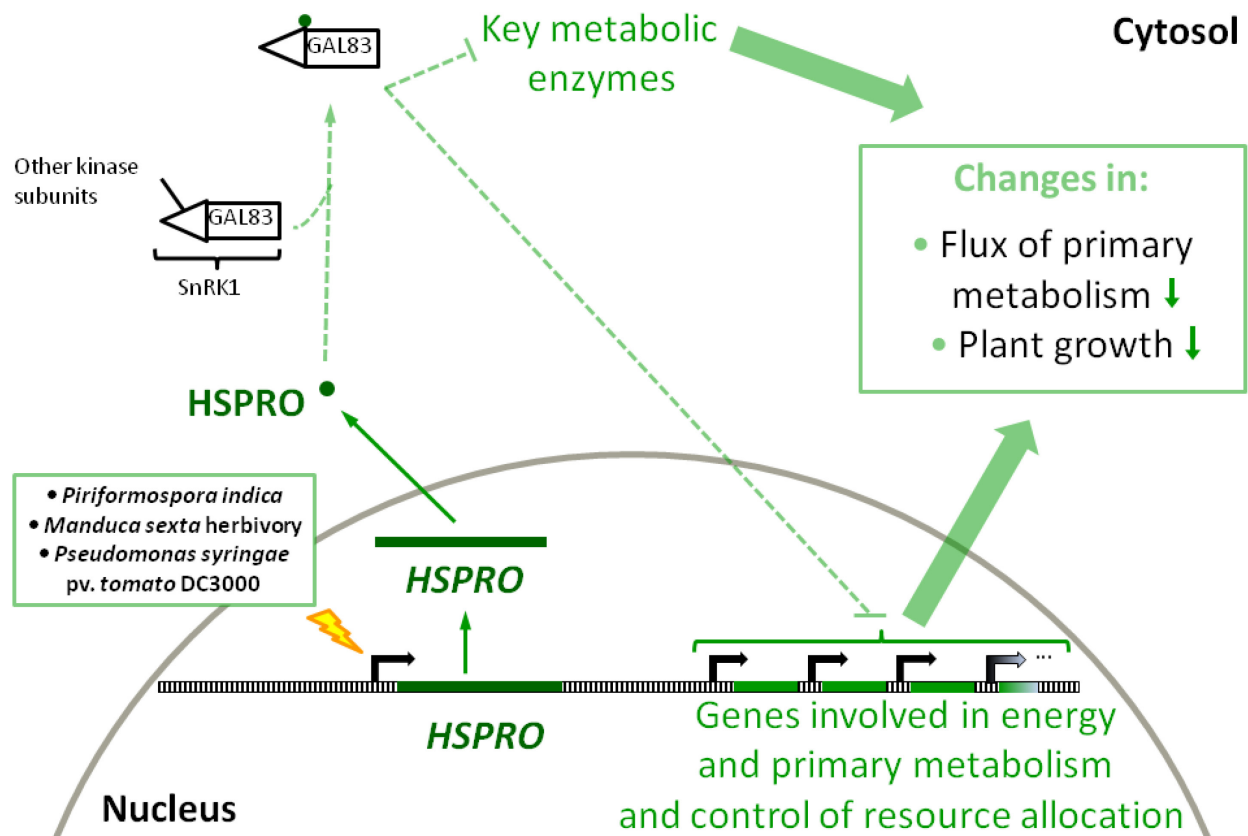 GAL83
Key metabolic
enzymes
Cytosol
Other kinase
subunits
GAL83
SnRK1
Changes in:
• Flux of primary
metabolism ↓
• Plant growth ↓
HSPRO
• Piriformospora indica
• Manduca sexta herbivory
• Pseudomonas syringae
pv. tomato DC3000
HSPRO
...
HSPRO
Genes involved in energy
and primary metabolism
and control of resource allocation
Nucleus